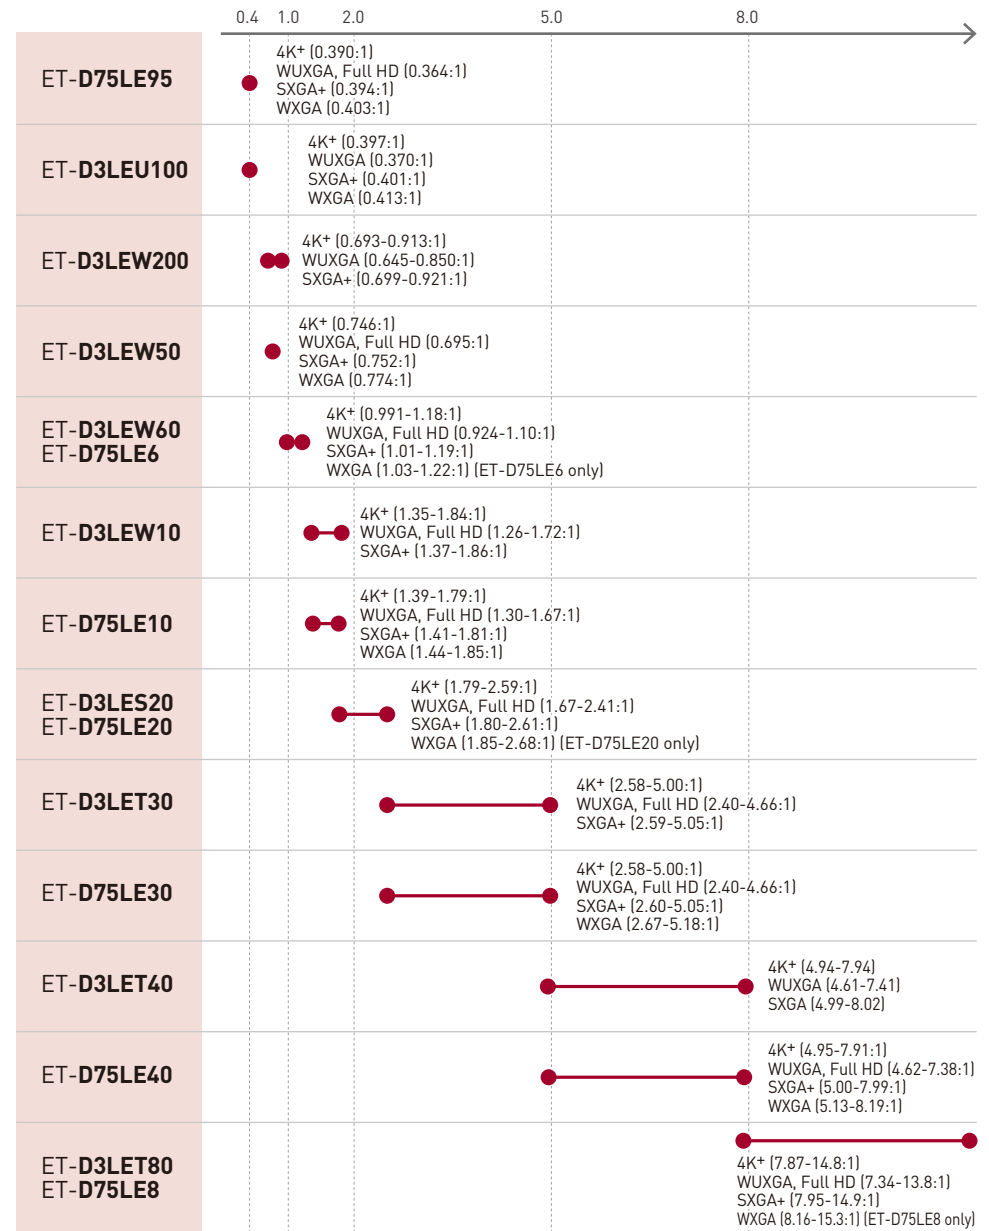 0.4 1.0 2.0 5.0 8.0
ET-D75LE95
4K+ (0.390:1)
WUXGA, Full HD (0.364:1)
SXGA+ (0.394:1)
WXGA (0.403:1)
ET-D3LEU100
4K+ (0.397:1)
WUXGA (0.370:1)
SXGA+ (0.401:1)
WXGA (0.413:1)
ET-D3LEW200
4K+ (0.693-0.913:1)
WUXGA (0.645-0.850:1)
SXGA+ (0.699-0.921:1)
ET-D3LEW50
4K+ (0.746:1)
WUXGA, Full HD (0.695:1)
SXGA+ (0.752:1)
WXGA (0.774:1)
ET-D3LEW60
ET-D75LE6
4K+ (0.991-1.18:1)
WUXGA, Full HD (0.924-1.10:1)
SXGA+ (1.01-1.19:1)
WXGA (1.03-1.22:1) (ET-D75LE6 only)
ET-D3LEW10
4K+ (1.35-1.84:1)
WUXGA, Full HD (1.26-1.72:1)
SXGA+ (1.37-1.86:1)
ET-D75LE10
4K+ (1.39-1.79:1)
WUXGA, Full HD (1.30-1.67:1)
SXGA+ (1.41-1.81:1)
WXGA (1.44-1.85:1)
ET-D3LES20
ET-D75LE20
4K+ (1.79-2.59:1)
WUXGA, Full HD (1.67-2.41:1)
SXGA+ (1.80-2.61:1)
WXGA (1.85-2.68:1) (ET-D75LE20 only)
ET-D3LET30
4K+ (2.58-5.00:1)
WUXGA, Full HD (2.40-4.66:1)
SXGA+ (2.59-5.05:1)
ET-D75LE30
4K+ (2.58-5.00:1)
WUXGA, Full HD (2.40-4.66:1)
SXGA+ (2.60-5.05:1)
WXGA (2.67-5.18:1)
ET-D3LET40
4K+ (4.94-7.94)
WUXGA (4.61-7.41)
SXGA (4.99-8.02)
ET-D75LE40
4K+ (4.95-7.91:1)
WUXGA, Full HD (4.62-7.38:1)
SXGA+ (5.00-7.99:1)
WXGA (5.13-8.19:1)
ET-D3LET80
ET-D75LE8
4K+ (7.87-14.8:1)
WUXGA, Full HD (7.34-13.8:1)
SXGA+ (7.95-14.9:1)
WXGA (8.16-15.3:1) (ET-D75LE8 only)